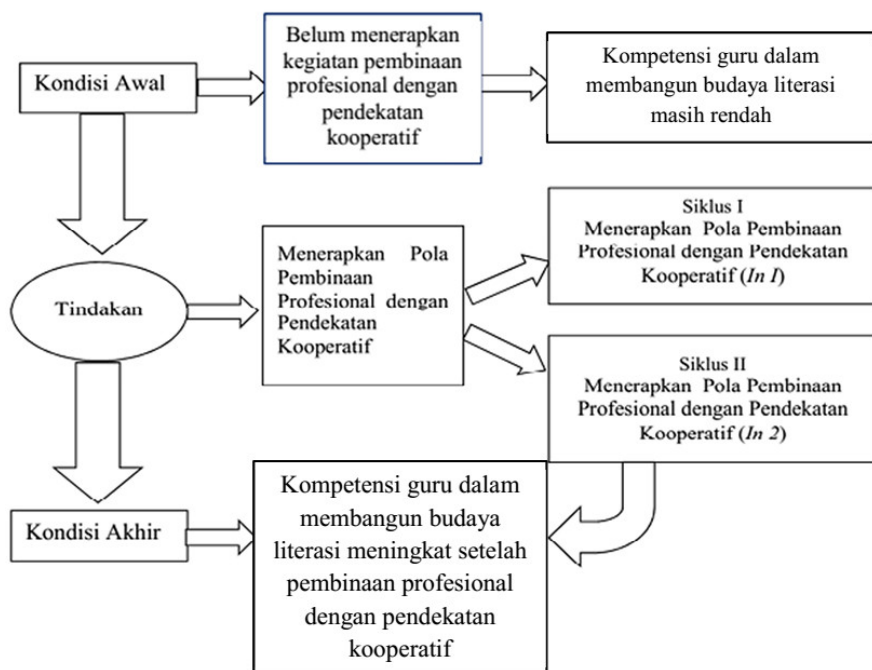 Kondisi Awal
Belum menerapkan
kegiatan pembinaan
profesional dengan
pendekatan
kooperatif
Kompetensi guru dalam
membangun budaya literasi
masih rendah
Tindakan
Menerapkan Pola
Pembinaan
Profesional dengan
Pendekatan
Kooperatif
Siklus I
Menerapkan Pola Pembinaan
Profesional dengan Pendekatan
Kooperatif (In I)
Siklus II
Menerapkan Pola Pembinaan
Profesional dengan Pendekatan
Kooperatif (In 2)
Kondisi Akhir
Kompetensi guru dalam
membangun budaya
literasi meningkat setelah
pembinaan profesional
dengan pendekatan
kooperatif